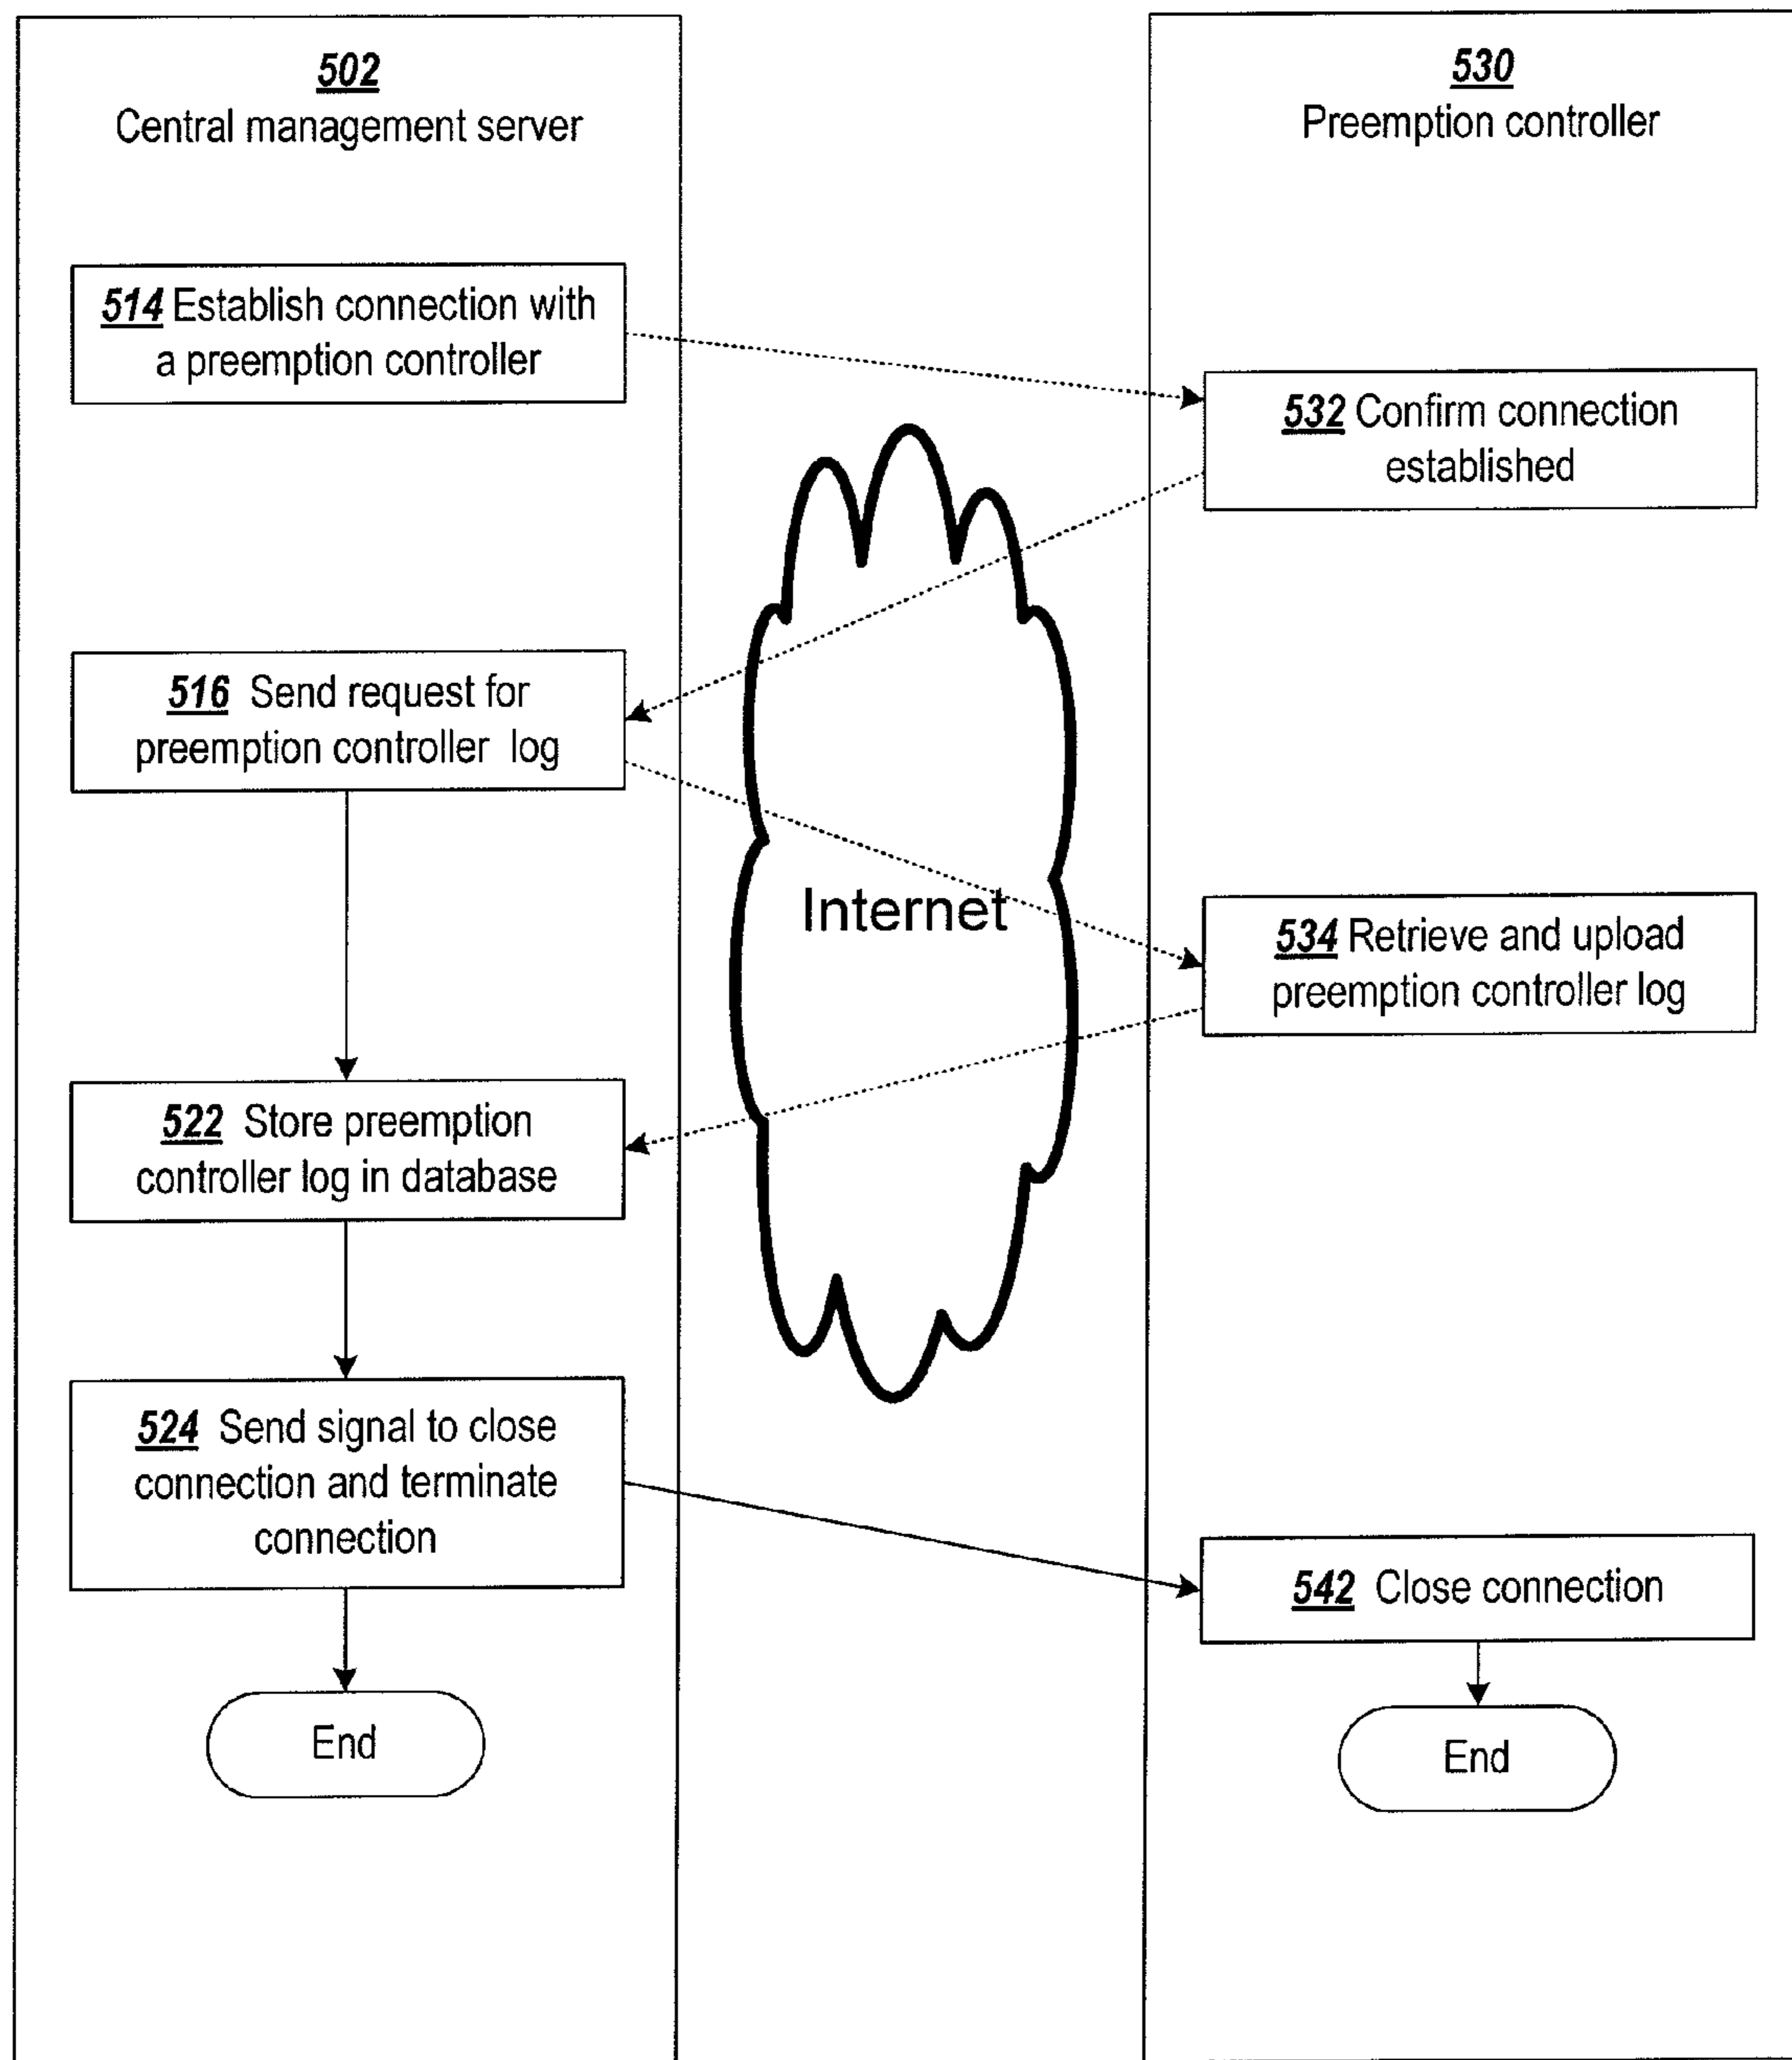 502
Central management server
530
Preemption controller
514 Establish connection with
a preemption controller
532 Confirm connection
established
516 Send request for
preemption controller log
Internet
534 Retrieve and upload
preemption controller log
522 Store preemption
controller log in database
524 Send signal to close
connection and terminate
connection
542 Close connection
End
End